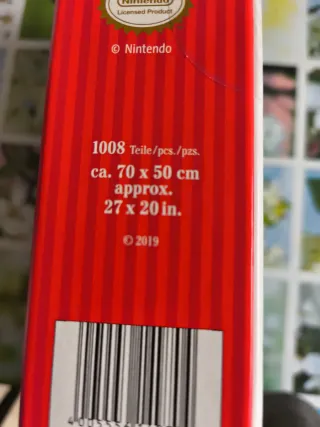 Nintendo
Licensed Product
© Nintendo
1008 Teile/pcs./pzs.
ca. 70 x 50 cm
approx.
27 x 20 in.
© 2019